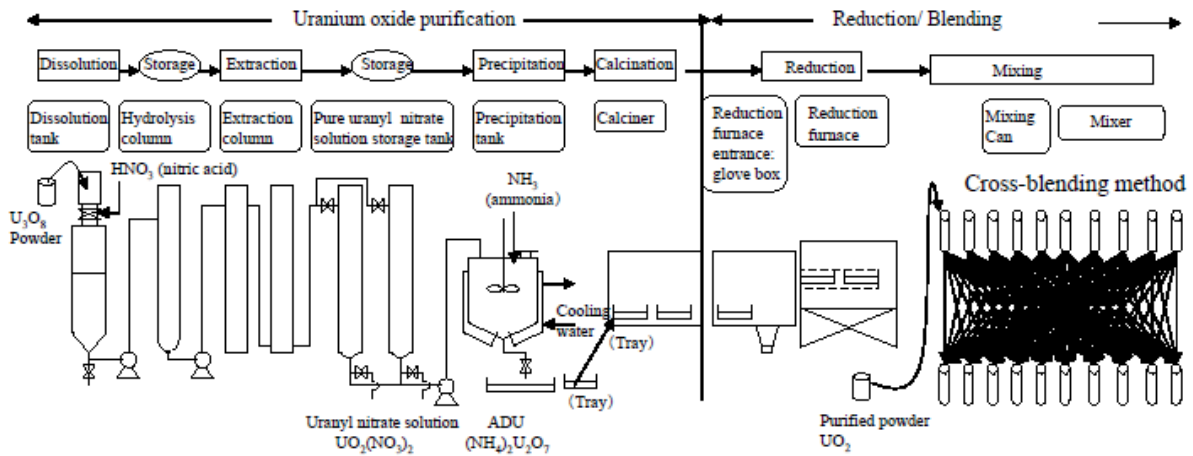 Uranium oxide purification
Reduction/ Blending
Dissolution
Storage
Extraction
Storage
Precipitation
Calcination
Reduction
Mixing
Dissolution
tank
Hydrolysis
column
Extraction
column
Pure uranyl nitrate
solution storage tank
Precipitation
tank
Calciner
Reduction
furnace
entrance:
glove box
Reduction
furnace
Mixing
Can
Mixer
HNO₃ (nitric acid)
U₃O₈
Powder
NH₃
(ammonia)
Cooling
water
(Tray)
(Tray)
Cross-blending method
Uranyl nitrate solution
UO₂(NO₃)₂
ADU
(NH₄)₂U₂O₇
Purified powder
UO₂